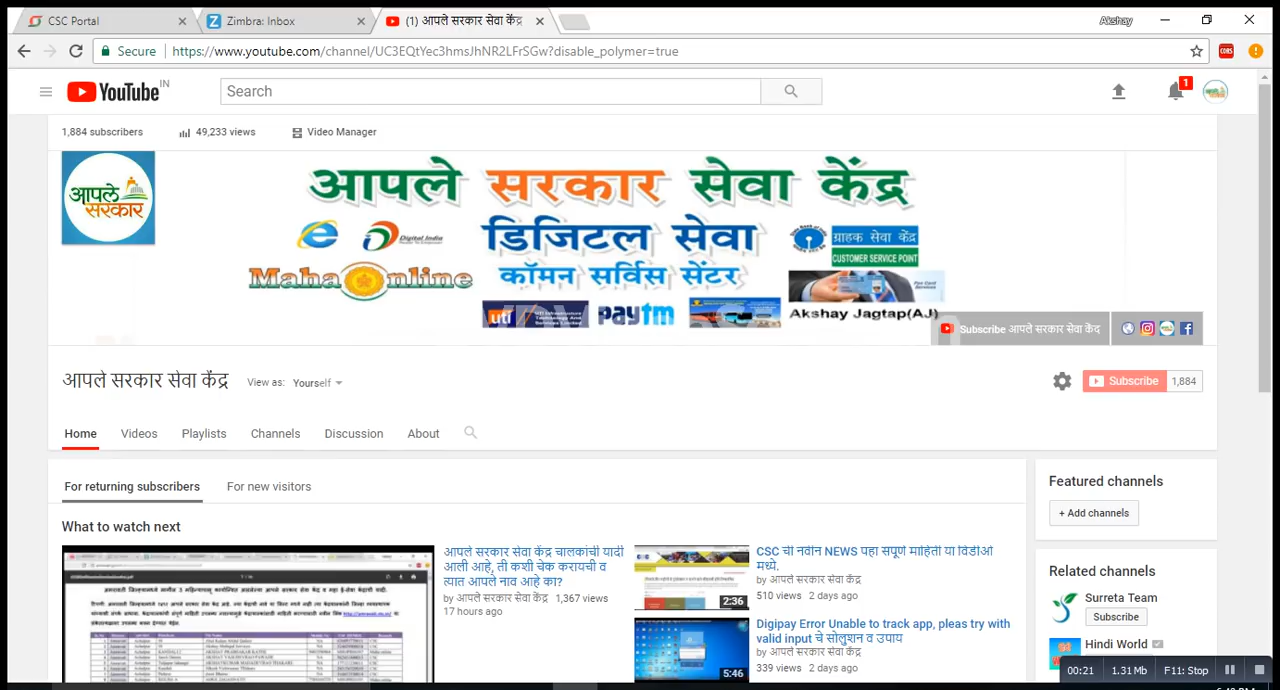 CSC Portal
Zimbra: Inbox
(1) आपले सरकार सेवा केंद्र
Akshay
Secure
https://www.youtube.com/channel/UC3EQtYec3hmsJhNR2LFrSGw?disable_polymer=true
CORS
YouTube IN
Search
1
1,884 subscribers
49,233 views
Video Manager
आपले सरकार
आपले सरकार सेवा केंद्र
Digital India
डिजिटल सेवा
ग्राहक सेवा केंद्र
CUSTOMER SERVICE POINT
MahaOnline
कॉमन सर्विस सेंटर
uti
paytm
Akshay Jagtap(AJ)
Subscribe आपले सरकार सेवा केंद
आपले सरकार सेवा केंद्र
View as: Yourself
Subscribe 1,884
Home
Videos
Playlists
Channels
Discussion
About
For returning subscribers
For new visitors
Featured channels
+ Add channels
What to watch next
आपले सरकार सेवा केंद्र चालकांची यादी
आली आहे, ती कशी चेक करायची व
त्यात आपले नाव आहे का?
by आपले सरकार सेवा केंद्र 1,367 views
17 hours ago
2:36
CSC ची नवीन NEWS पहा संपूर्ण माहिती या विडीओ
मध्ये.
by आपले सरकार सेवा केंद्र
510 views 2 days ago
5:46
Digipay Error Unable to track app, pleas try with
valid input चे सोलुशन व उपाय
by आपले सरकार सेवा केंद्र
339 views 2 days ago
Related channels
Surreta Team
Subscribe
Hindi World
00:21
1.31 Mb
F11: Stop